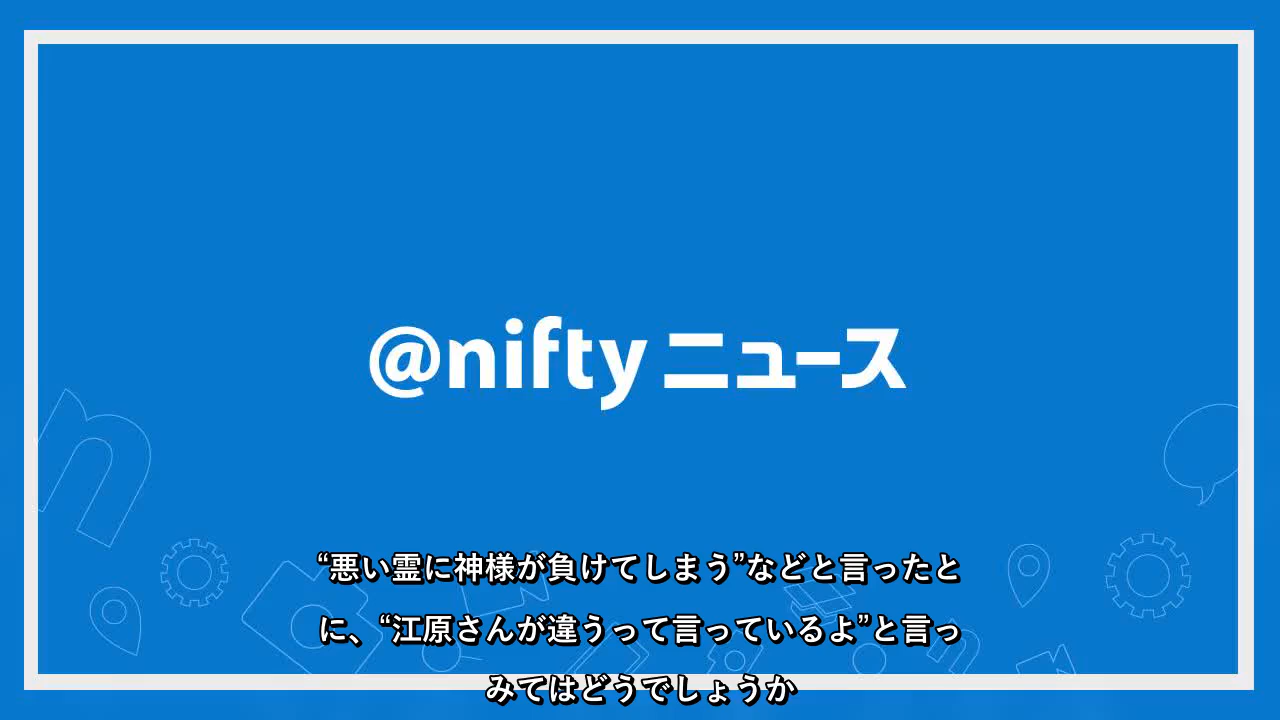 @nifty ニュース
“悪い霊に神様が負けてしまう”などと言ったと
に、“江原さんが違うって言っているよ”と言っ
みてはどうでしょうか